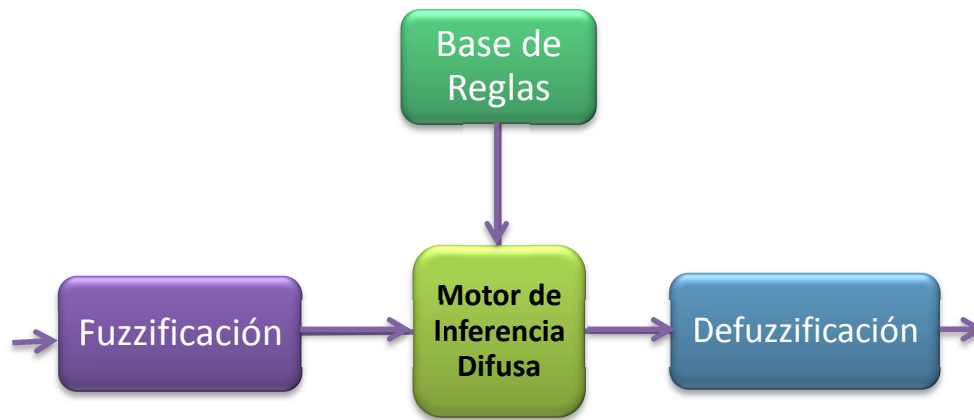 Base de
Reglas
Fuzzificación
Motor de
Inferencia
Difusa
Defuzzificación